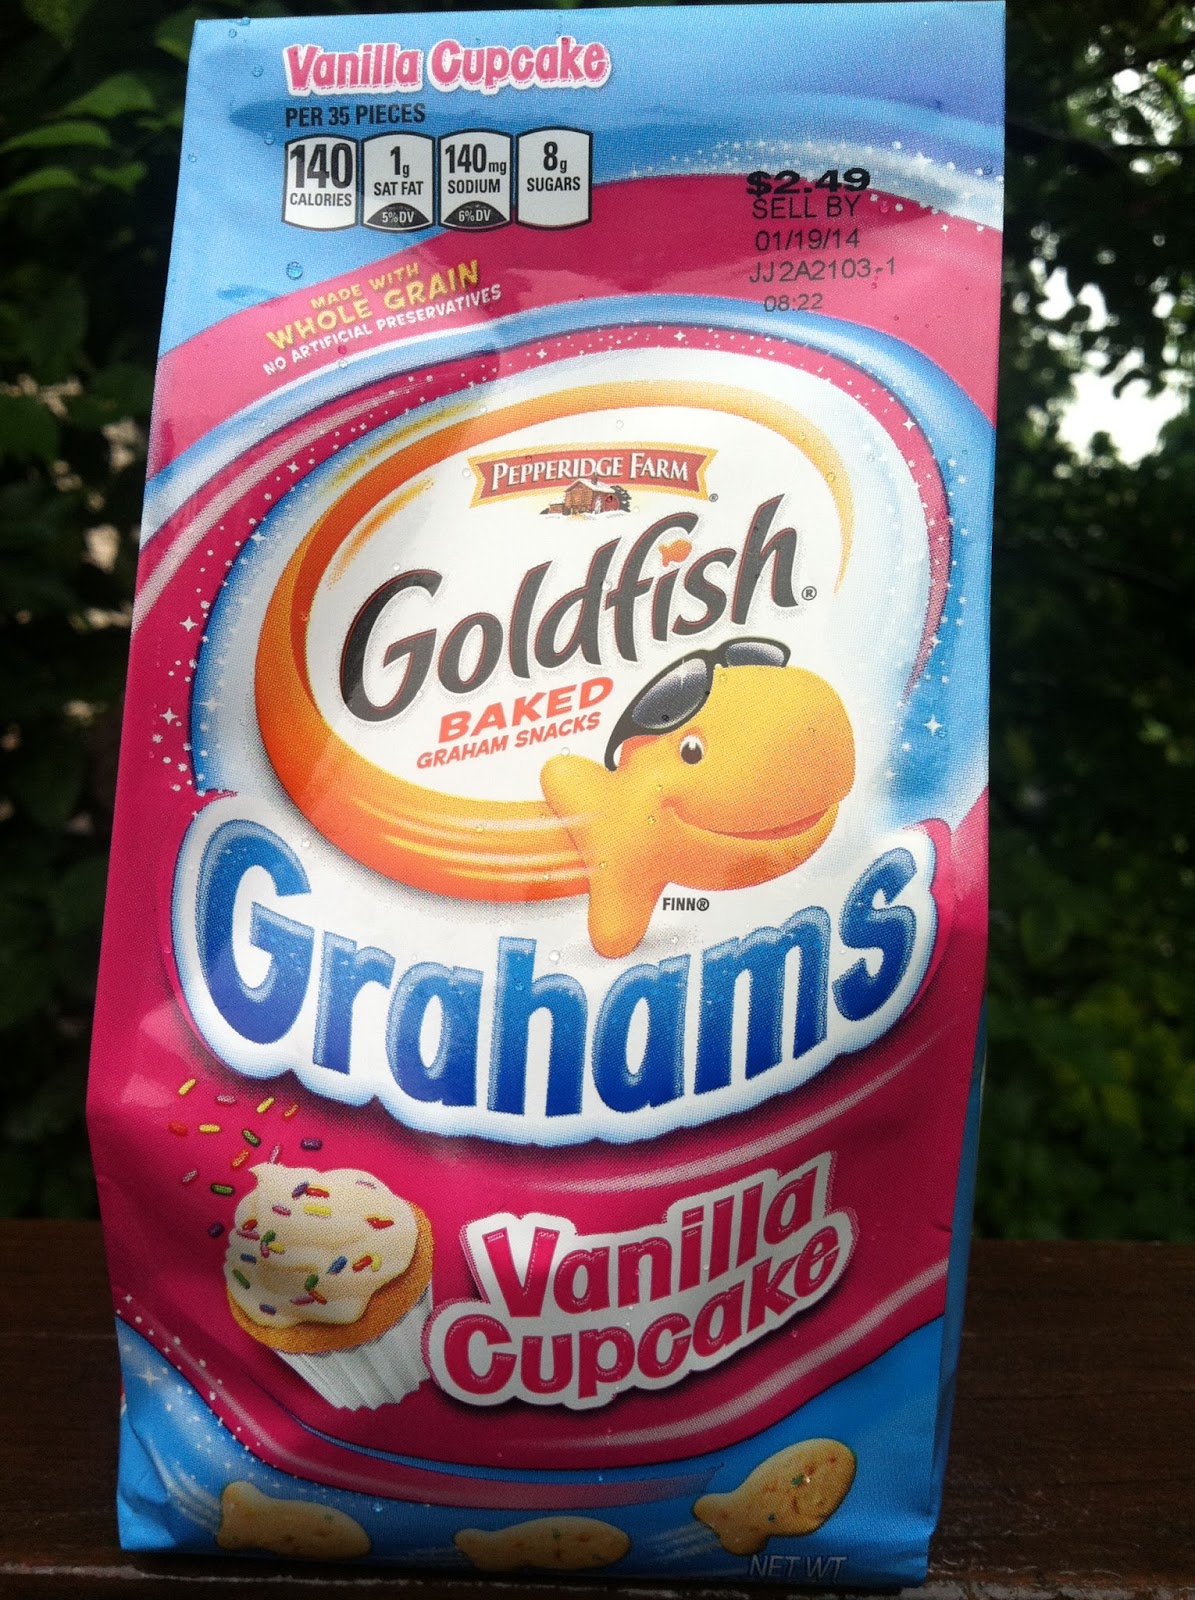 Vanilla Cupcake
PER 35 PIECES
140 CALORIES
1g SAT FAT 5% DV
140mg SODIUM 6% DV
8g SUGARS
$2.49
SELL BY
01/19/14
JJ2A2103-1
08:22
MADE WITH
WHOLE GRAIN
NO ARTIFICIAL PRESERVATIVES
PEPPERIDGE FARM®
Goldfish®
BAKED
GRAHAM SNACKS
FINN®
Grahams
Vanilla
Cupcake
NET WT